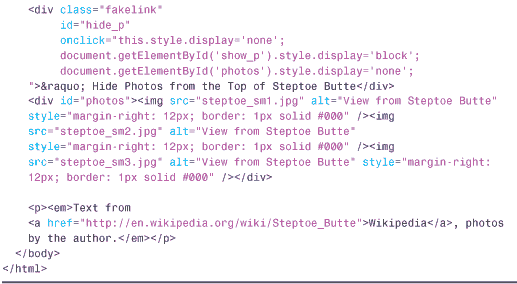 <div class="fakelink"
id="hide_p"
onclick="this.style.display='none';
document.getElementById('show_p').style.display='block';
document.getElementById('photos').style.display='none';
">&raquo; Hide Photos from the Top of Steptoe Butte</div>
<div id="photos"><img src="steptoe_sm1.jpg" alt="View from Steptoe Butte"
style="margin-right: 12px; border: 1px solid #000" /><img
src="steptoe_sm2.jpg" alt="View from Steptoe Butte"
style="margin-right: 12px; border: 1px solid #000" /><img
src="steptoe_sm3.jpg" alt="View from Steptoe Butte" style="margin-right:
12px; border: 1px solid #000" /></div>
<p><em>Text from
<a href="http://en.wikipedia.org/wiki/Steptoe_Butte">Wikipedia</a>, photos
by the author.</em></p>
</body>
</html>